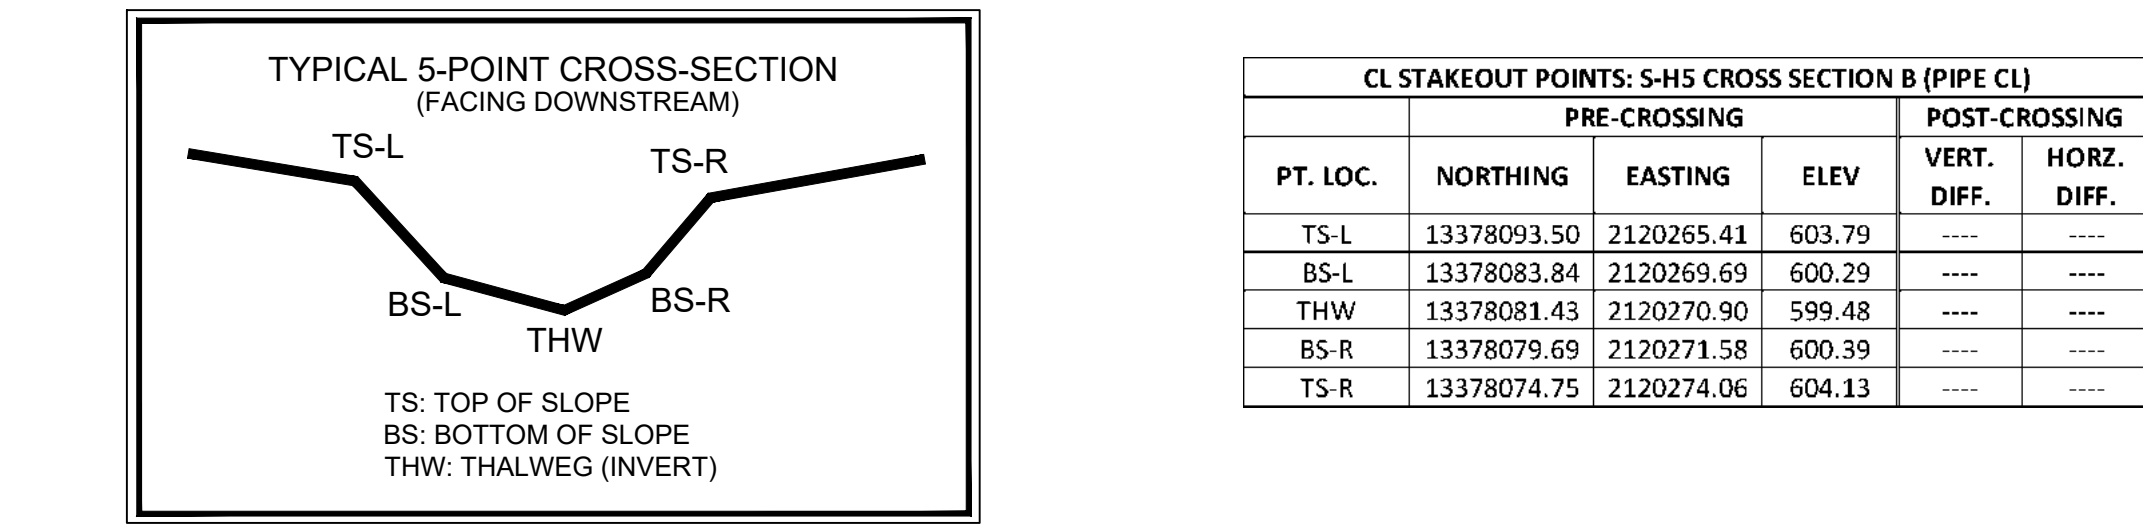 TYPICAL 5-POINT CROSS-SECTION
(FACING DOWNSTREAM)
TS-L
TS-R
BS-L
BS-R
THW
TS: TOP OF SLOPE
BS: BOTTOM OF SLOPE
THW: THALWEG (INVERT)
CL STAKEOUT POINTS: S-H5 CROSS SECTION B (PIPE CL)
PRE-CROSSING POST-CROSSING
PT. LOC. NORTHING EASTING ELEV VERT. DIFF. HORZ. DIFF.
TS-L 13378093.50 2120265.41 603.79 ---- ----
BS-L 13378083.84 2120269.69 600.29 ---- ----
THW 13378081.43 2120270.90 599.48 ---- ----
BS-R 13378079.69 2120271.58 600.39 ---- ----
TS-R 13378074.75 2120274.06 604.13 ---- ----